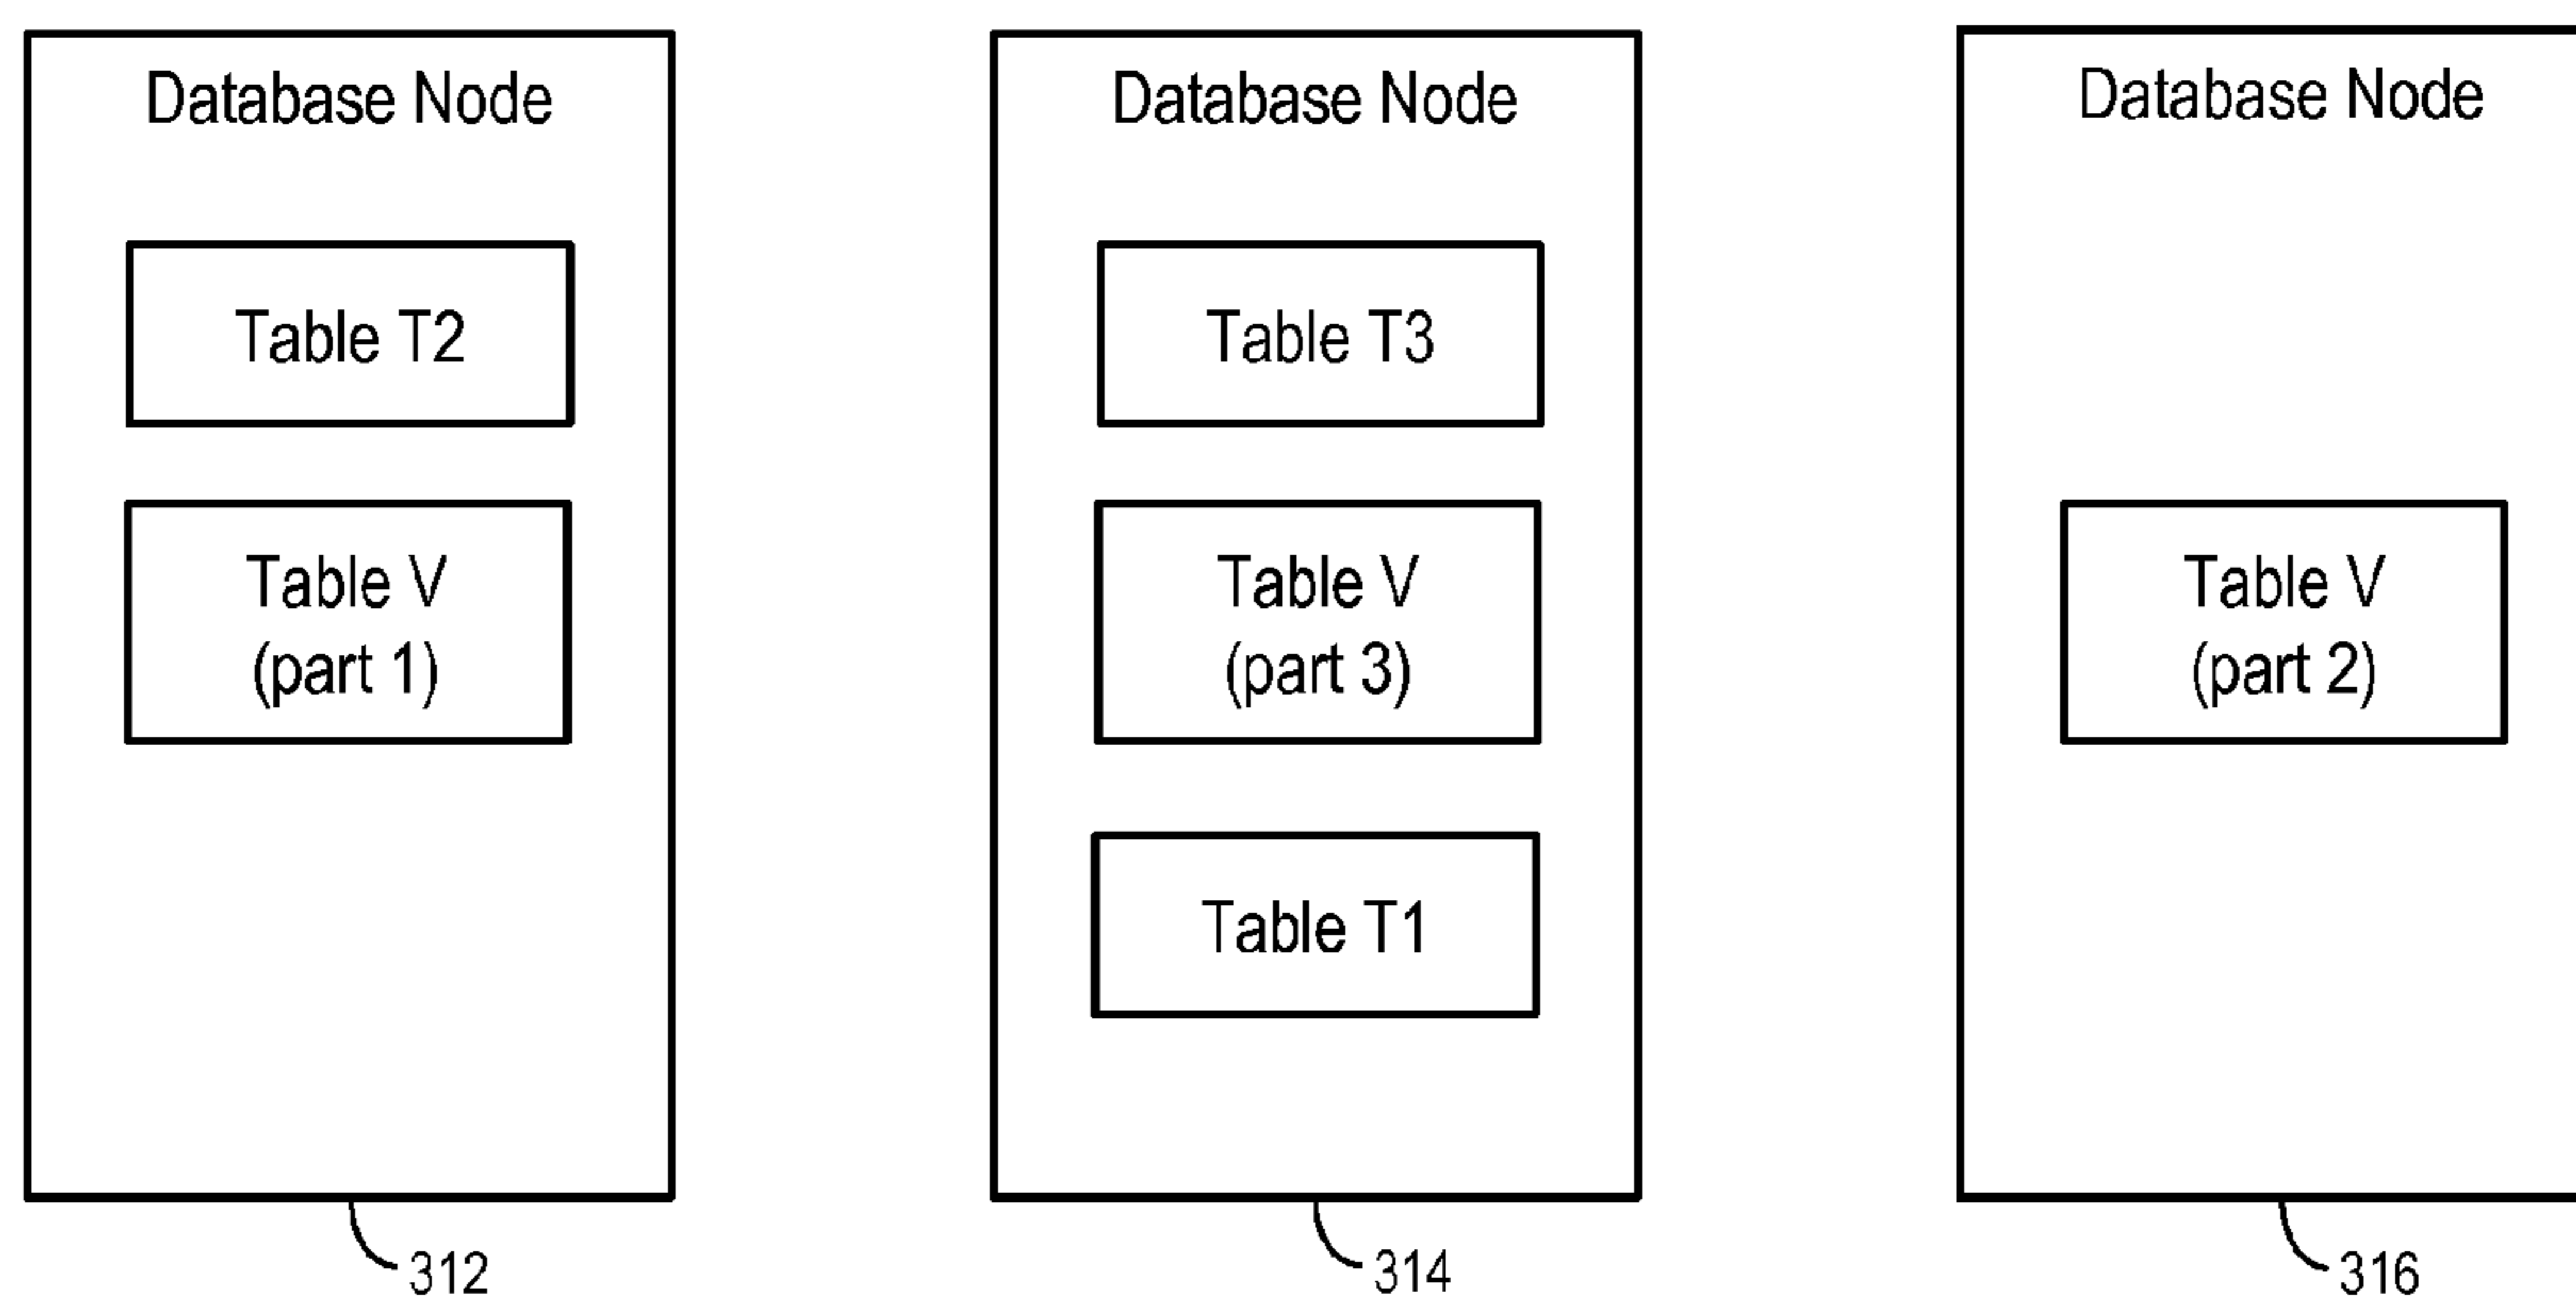 Database Node
Table T2
Table V
(part 1)
312
Database Node
Table T3
Table V
(part 3)
Table T1
314
Database Node
Table V
(part 2)
316